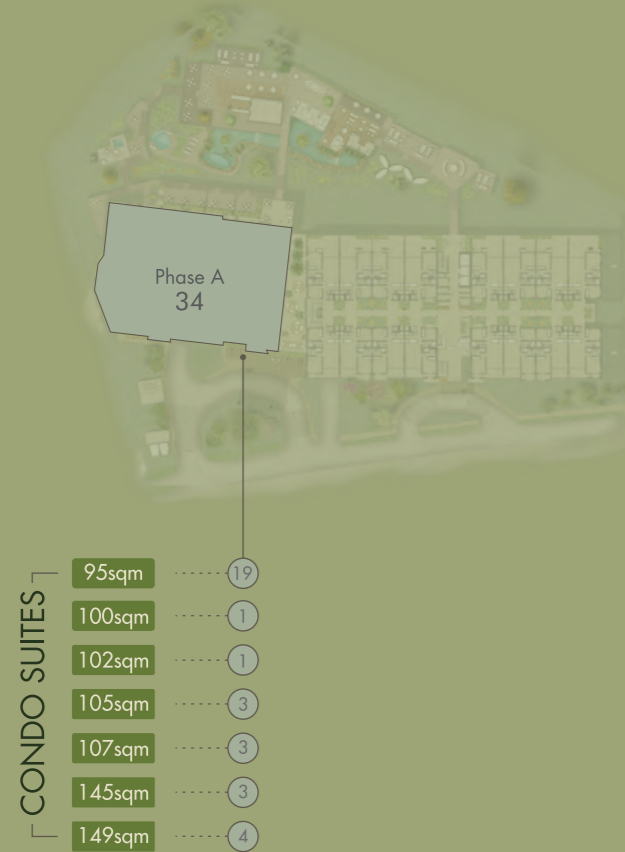 Phase A
34
CONDO SUITES
95sqm 19
100sqm 1
102sqm 1
105sqm 3
107sqm 3
145sqm 3
149sqm 4